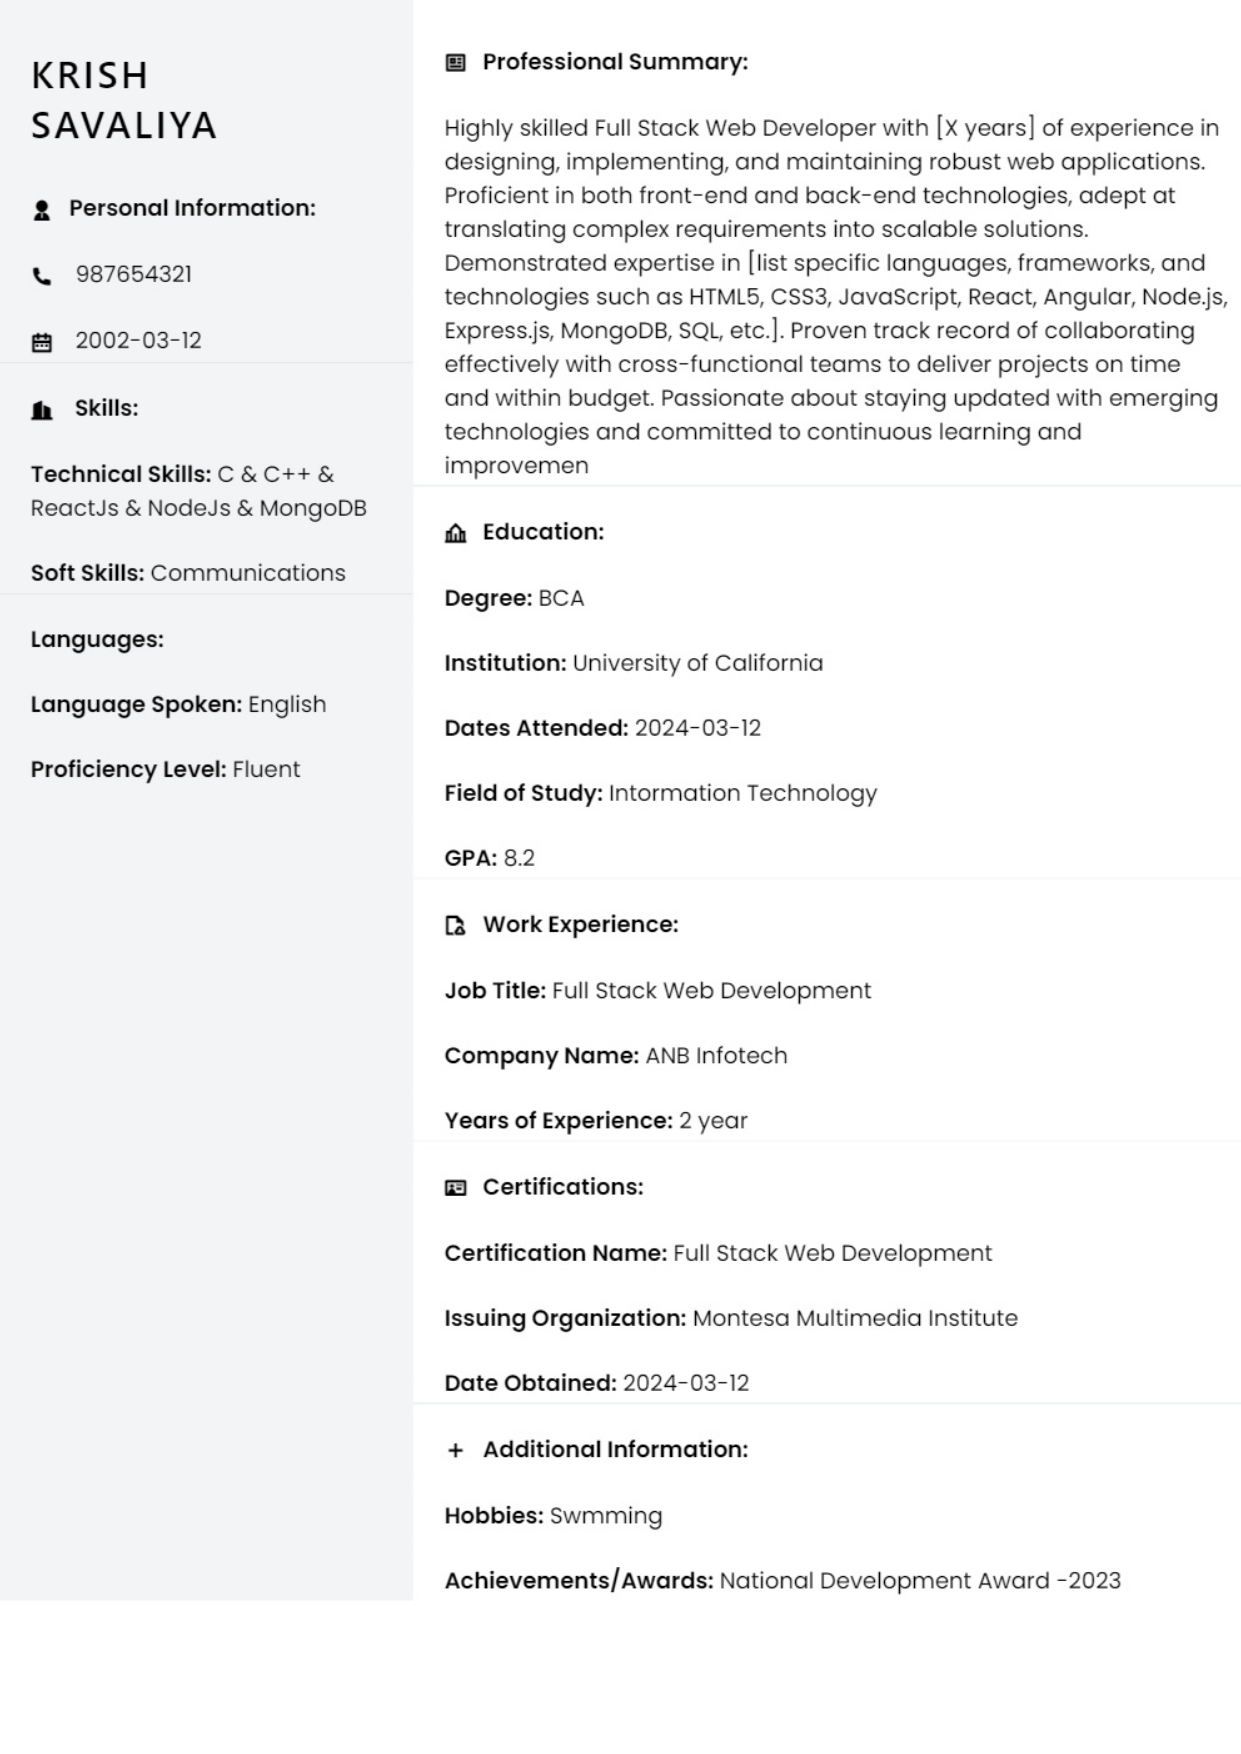 KRISH
SAVALIYA
Personal Information:
987654321
2002-03-12
Skills:
Technical Skills: C & C++ &
ReactJs & NodeJs & MongoDB
Soft Skills: Communications
Languages:
Language Spoken: English
Proficiency Level: Fluent
Professional Summary:
Highly skilled Full Stack Web Developer with [X years] of experience in
designing, implementing, and maintaining robust web applications.
Proficient in both front-end and back-end technologies, adept at
translating complex requirements into scalable solutions.
Demonstrated expertise in [list specific languages, frameworks, and
technologies such as HTML5, CSS3, JavaScript, React, Angular, Node.js,
Express.js, MongoDB, SQL, etc.]. Proven track record of collaborating
effectively with cross-functional teams to deliver projects on time
and within budget. Passionate about staying updated with emerging
technologies and committed to continuous learning and
improvemen
Education:
Degree: BCA
Institution: University of California
Dates Attended: 2024-03-12
Field of Study: Intormation Technology
GPA: 8.2
Work Experience:
Job Title: Full Stack Web Development
Company Name: ANB Infotech
Years of Experience: 2 year
Certifications:
Certification Name: Full Stack Web Development
Issuing Organization: Montesa Multimedia Institute
Date Obtained: 2024-03-12
Additional Information:
Hobbies: Swmming
Achievements/Awards: National Development Award -2023